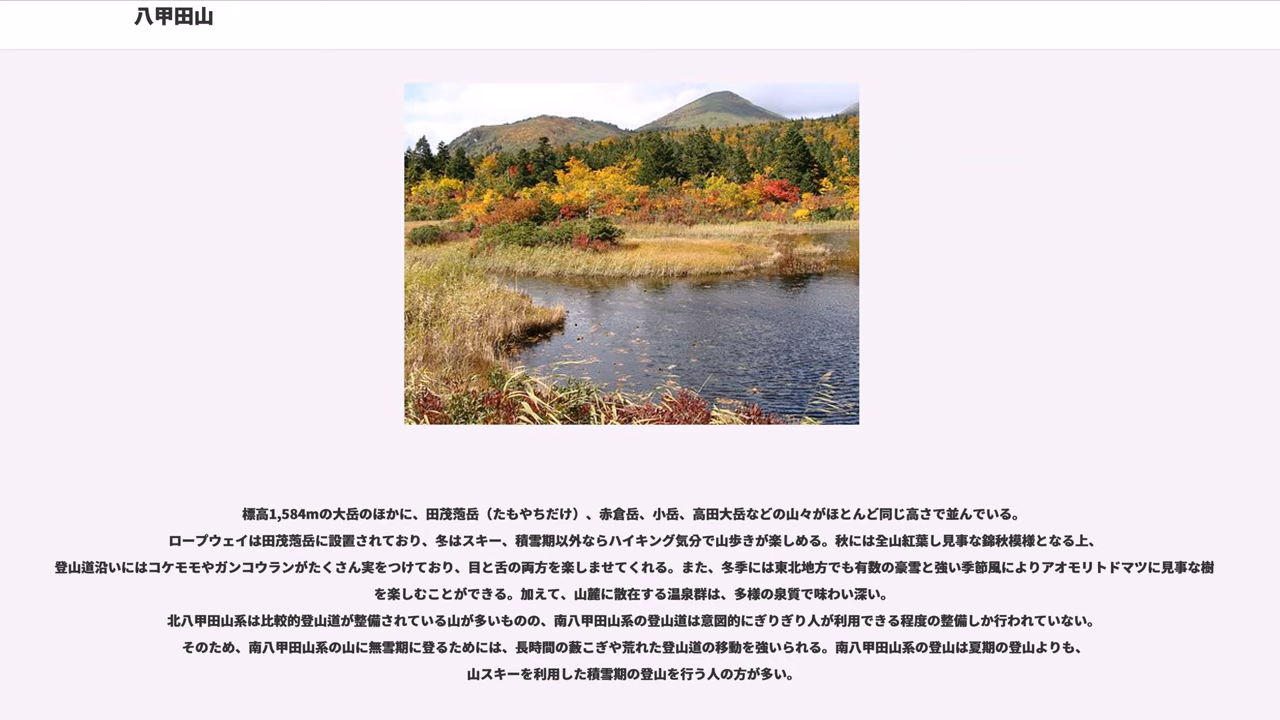 八甲田山
標高1,584mの大岳のほかに、田茂萢岳（たもやちだけ）、赤倉岳、小岳、高田大岳などの山々がほとんど同じ高さで並んでいる。
ロープウェイは田茂萢岳に設置されており、冬はスキー、積雪期以外ならハイキング気分で山歩きが楽しめる。秋には全山紅葉し見事な錦秋模様となる上、
登山道沿いにはコケモモやガンコウランがたくさん実をつけており、目と舌の両方を楽しませてくれる。また、冬季には東北地方でも有数の豪雪と強い季節風によりアオモリトドマツに見事な樹
を楽しむことができる。加えて、山麓に散在する温泉群は、多様の泉質で味わい深い。
北八甲田山系は比較的登山道が整備されている山が多いものの、南八甲田山系の登山道は意図的にぎりぎり人が利用できる程度の整備しか行われていない。
そのため、南八甲田山系の山に無雪期に登るためには、長時間の藪こぎや荒れた登山道の移動を強いられる。南八甲田山系の登山は夏期の登山よりも、
山スキーを利用した積雪期の登山を行う人の方が多い。